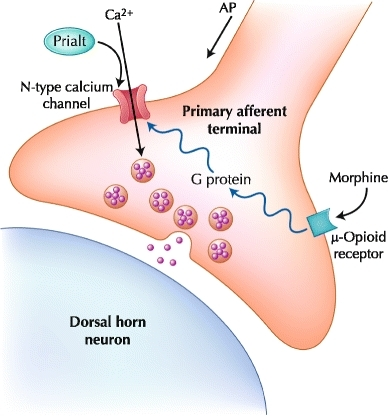 Ca2+
AP
Prialt
N-type calcium
channel
Primary afferent
terminal
G protein
Morphine
μ-Opioid
receptor
Dorsal horn
neuron